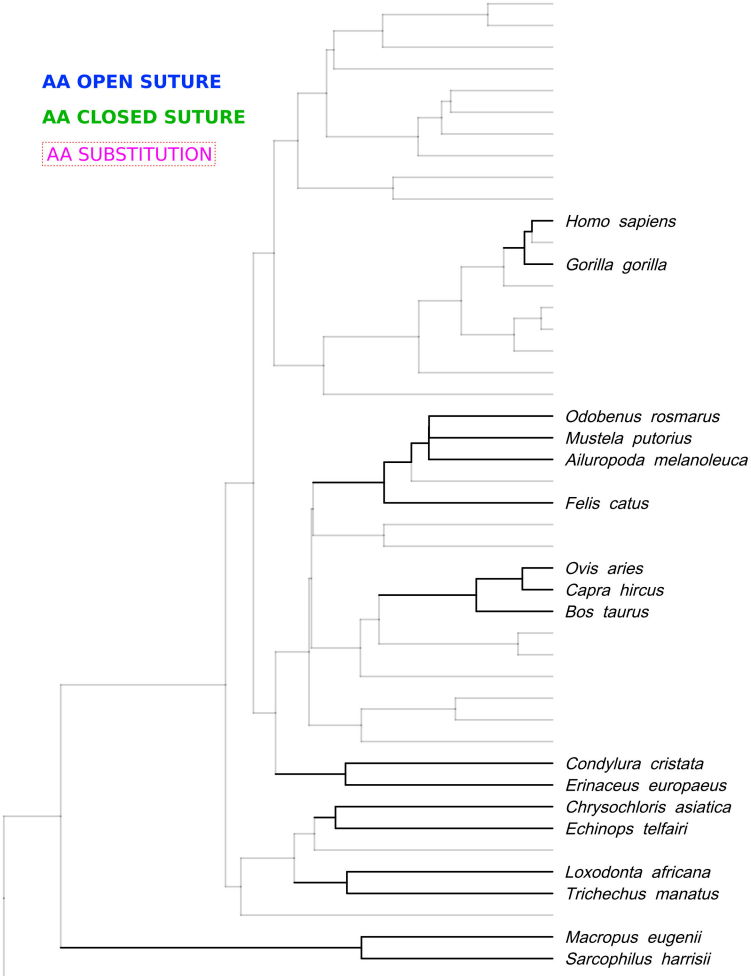 AA OPEN SUTURE
AA CLOSED SUTURE
AA SUBSTITUTION
Homo sapiens
Gorilla gorilla
Odobenus rosmarus
Mustela putorius
Ailuropoda melanoleuca
Felis catus
Ovis aries
Capra hircus
Bos taurus
Condylura cristata
Erinaceus europaeus
Chrysochloris asiatica
Echinops telfairi
Loxodonta africana
Trichechus manatus
Macropus eugenii
Sarcophilus harrisii